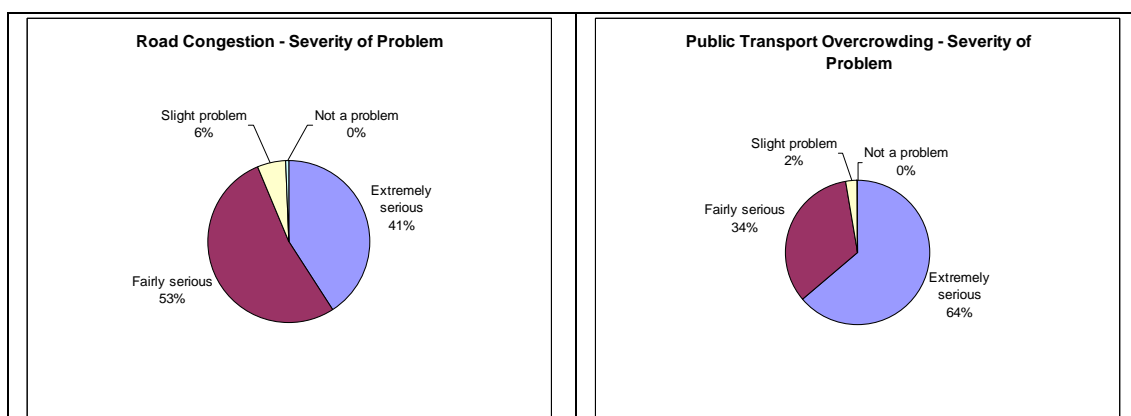 Road Congestion - Severity of Problem
Slight problem
6%
Not a problem
0%
Extremely
serious
41%
Fairly serious
53%
Public Transport Overcrowding - Severity of
Problem
Slight problem
2%
Not a problem
0%
Fairly serious
34%
Extremely
serious
64%